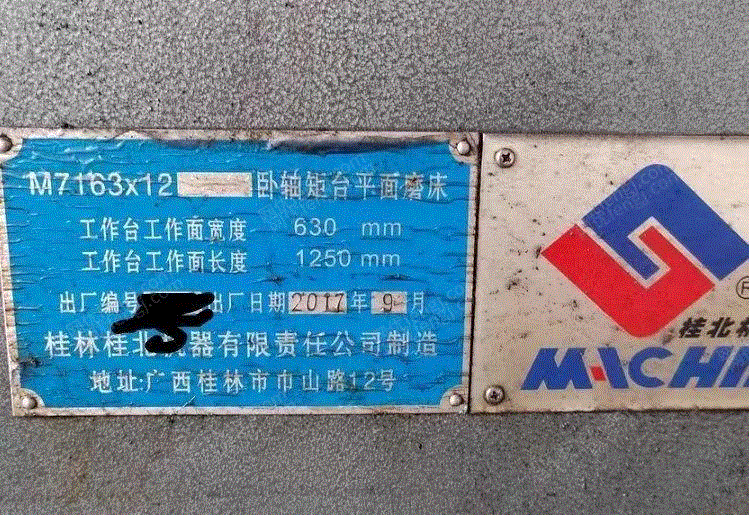 M7163x12 卧轴矩台平面磨床
工作台工作面宽度 630 mm
工作台工作面长度 1250 mm
出厂编号 出厂日期 2017 年 9 月
桂林桂北机器有限责任公司制造
地址:广西桂林市巾山路12号
®
桂北
MACHI